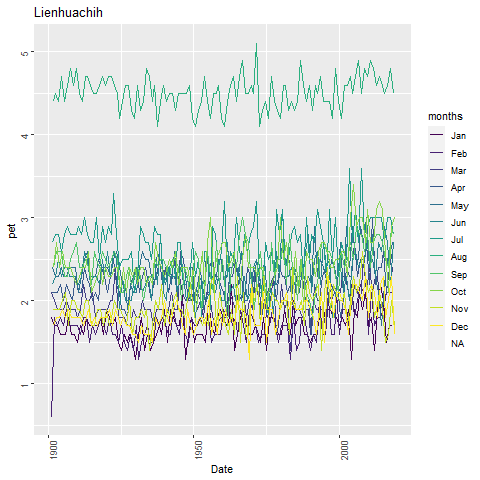 Lienhuachih
5
4
3
2
1
pet
1900
1950
2000
Date
months
Jan
Feb
Mar
Apr
May
Jun
Jul
Aug
Sep
Oct
Nov
Dec
NA